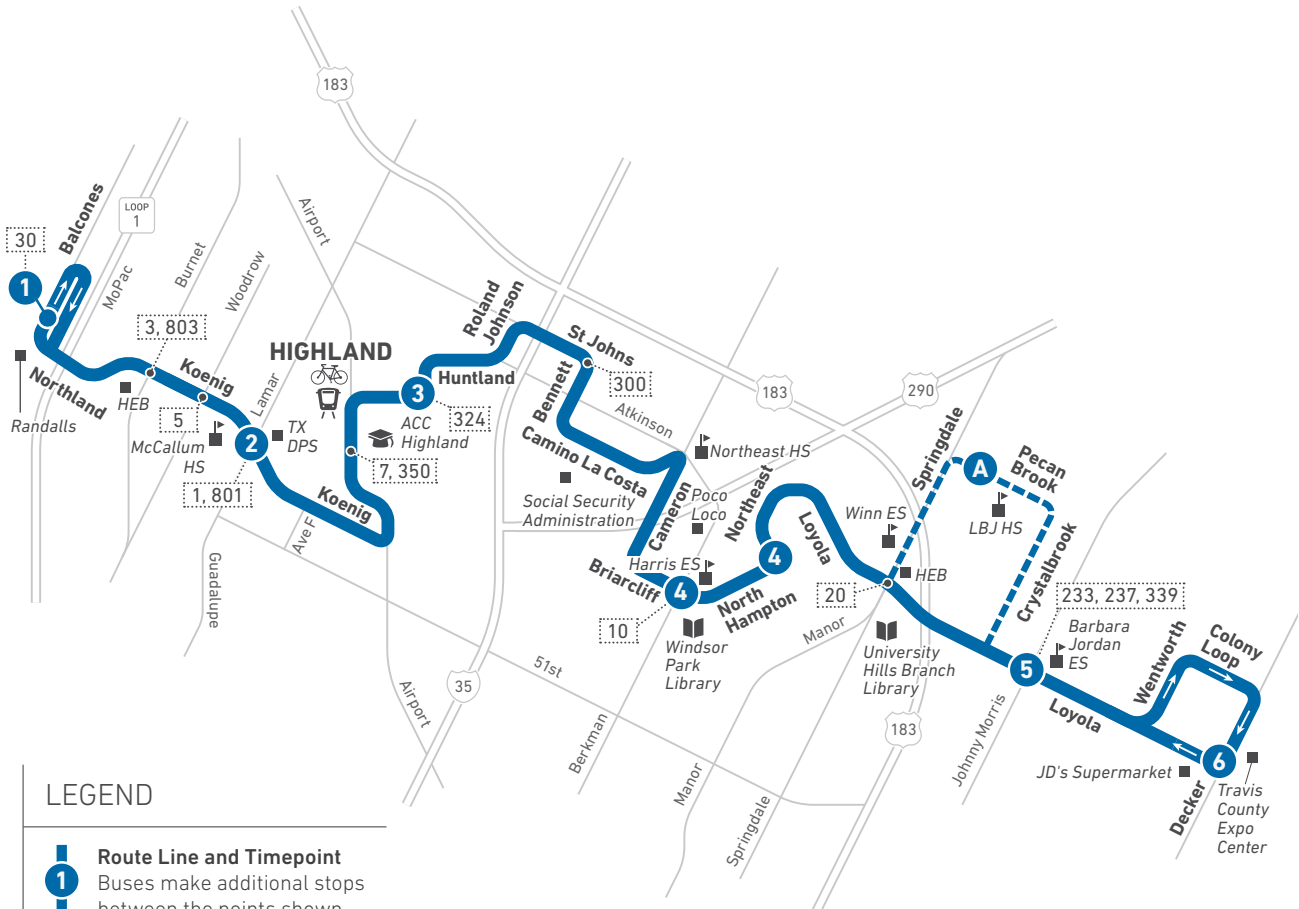 183
Balcones
LOOP
1
30
1
MoPac
Burnet
Woodrow
Airport
3, 803
Northland
Randalls
HEB
Koenig
5
McCallum
HS
Lamar
2
TX
DPS
1, 801
HIGHLAND
Roland
Johnson
Huntland
3
324
ACC
Highland
7, 350
Koenig
Ave F
Guadalupe
St Johns
300
Bennett
Atkinson
Camino La Costa
Social Security
Administration
Northeast HS
183
290
Cameron
Poco
Loco
Northeast
Loyola
Harris ES
Briarcliff
4
4
North
Hampton
10
Windsor
Park
Library
Winn ES
Springdale
A
Pecan
Brook
LBJ HS
Crystalbrook
HEB
20
Manor
University
Hills Branch
Library
233, 237, 339
Barbara
Jordan
ES
5
Loyola
Wentworth
Colony
Loop
51st
35
Airport
Berkman
Manor
Springdale
183
Johnny Morris
JD's Supermarket
6
Decker
Travis
County
Expo
Center
LEGEND
1
Route Line and Timepoint
Buses make additional stops
between the points shown